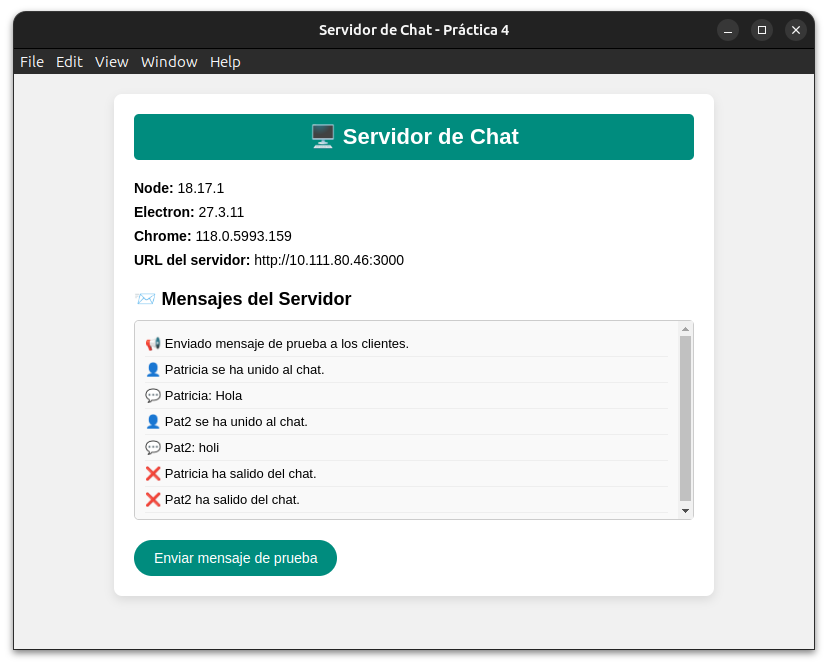 Servidor de Chat - Práctica 4
File Edit View Window Help
🖥️ Servidor de Chat
Node: 18.17.1
Electron: 27.3.11
Chrome: 118.0.5993.159
URL del servidor: http://10.111.80.46:3000
📨 Mensajes del Servidor
📢 Enviado mensaje de prueba a los clientes.
👤 Patricia se ha unido al chat.
💬 Patricia: Hola
👤 Pat2 se ha unido al chat.
💬 Pat2: holi
❌ Patricia ha salido del chat.
❌ Pat2 ha salido del chat.
Enviar mensaje de prueba